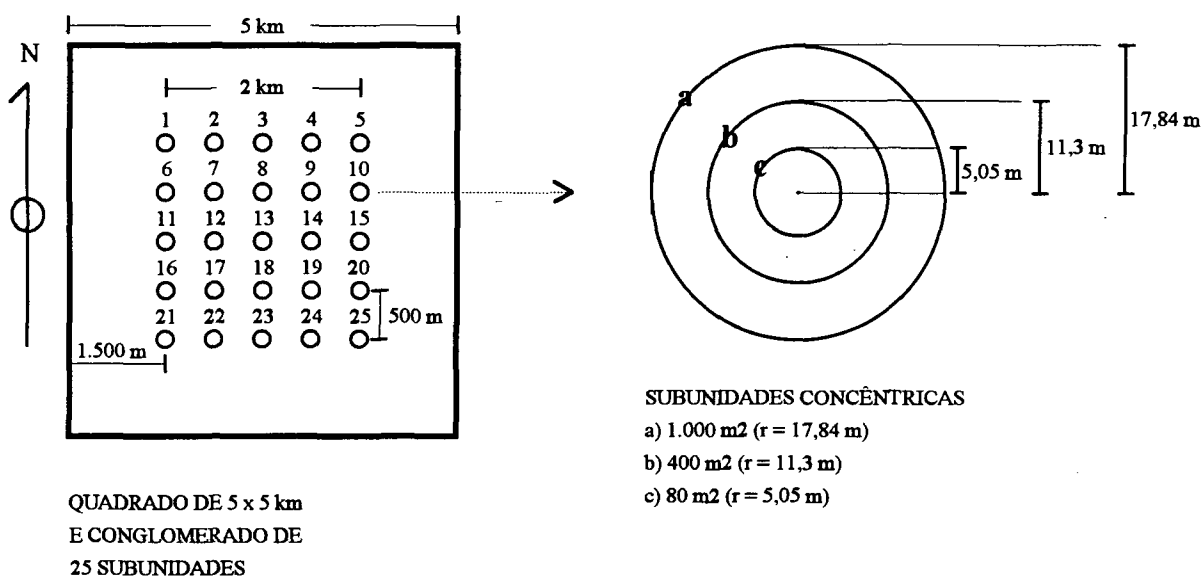 5 km
N
2 km
1 2 3 4 5
6 7 8 9 10
11 12 13 14 15
16 17 18 19 20
21 22 23 24 25
500 m
1.500 m
QUADRADO DE 5 x 5 km
E CONGLOMERADO DE
25 SUBUNIDADES
a
b
c
17,84 m
11,3 m
5,05 m
SUBUNIDADES CONCÊNTRICAS
a) 1.000 m2 (r = 17,84 m)
b) 400 m2 (r = 11,3 m)
c) 80 m2 (r = 5,05 m)